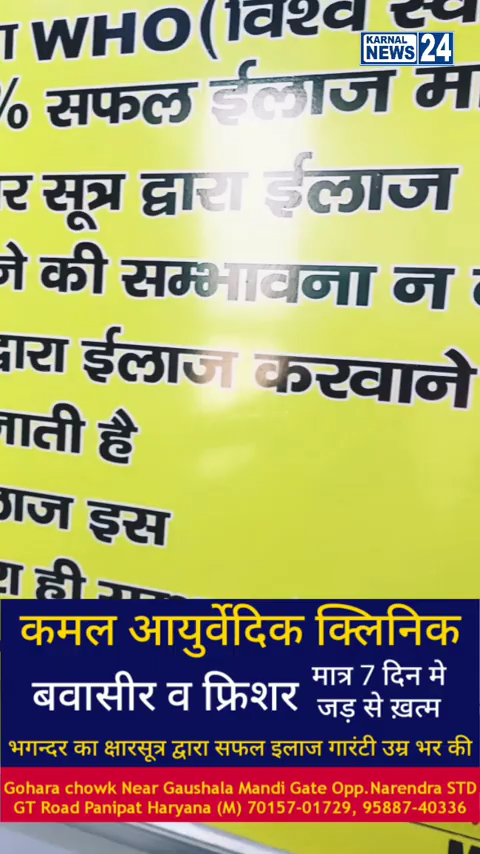 WHO (विश्व
KARNAL
NEWS 24
% सफल ईलाज
सूत्र द्वारा ईलाज
की सम्भावना न
द्वारा ईलाज करवाने
जाती है
इस
ही
कमल आयुर्वेदिक क्लिनिक
बवासीर व फ्रिशर
मात्र 7 दिन मे
जड़ से ख़त्म
भगन्दर का क्षारसूत्र द्वारा सफल इलाज गारंटी उम्र भर की
Gohara chowk Near Gaushala Mandi Gate Opp.Narendra STD
GT Road Panipat Haryana (M) 70157-01729, 95887-40336